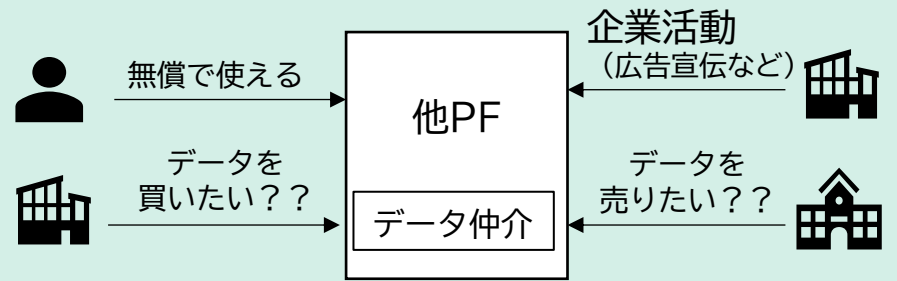 企業活動
（広告宣伝など）
無償で使える
他PF
データを
買いたい？？
データを
売りたい？？
データ仲介